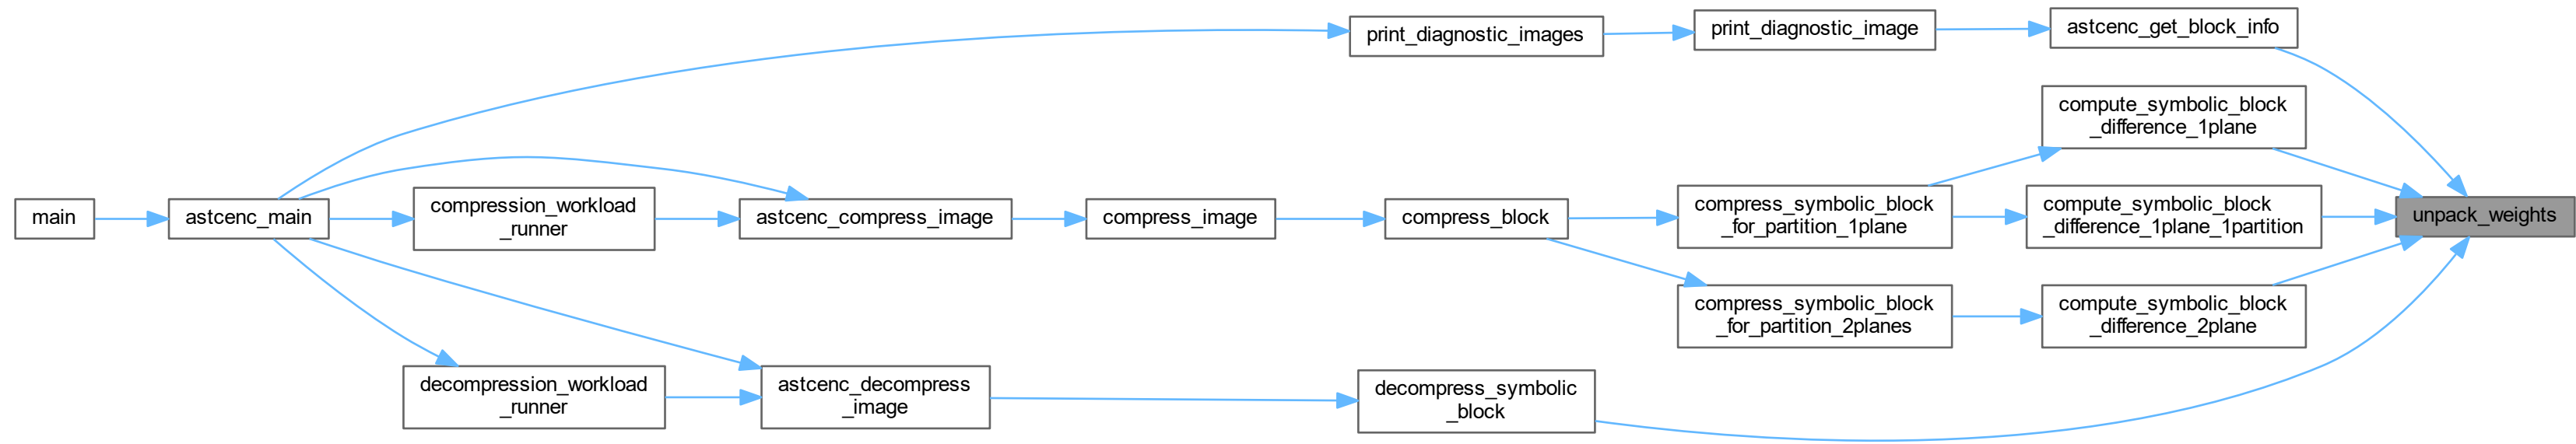 print_diagnostic_images
print_diagnostic_image
astcenc_get_block_info
compute_symbolic_block
_difference_1plane
main
astcenc_main
compression_workload
_runner
astcenc_compress_image
compress_image
compress_block
compress_symbolic_block
_for_partition_1plane
compute_symbolic_block
_difference_1plane_1partition
unpack_weights
compress_symbolic_block
_for_partition_2planes
compute_symbolic_block
_difference_2plane
decompression_workload
_runner
astcenc_decompress
_image
decompress_symbolic
_block